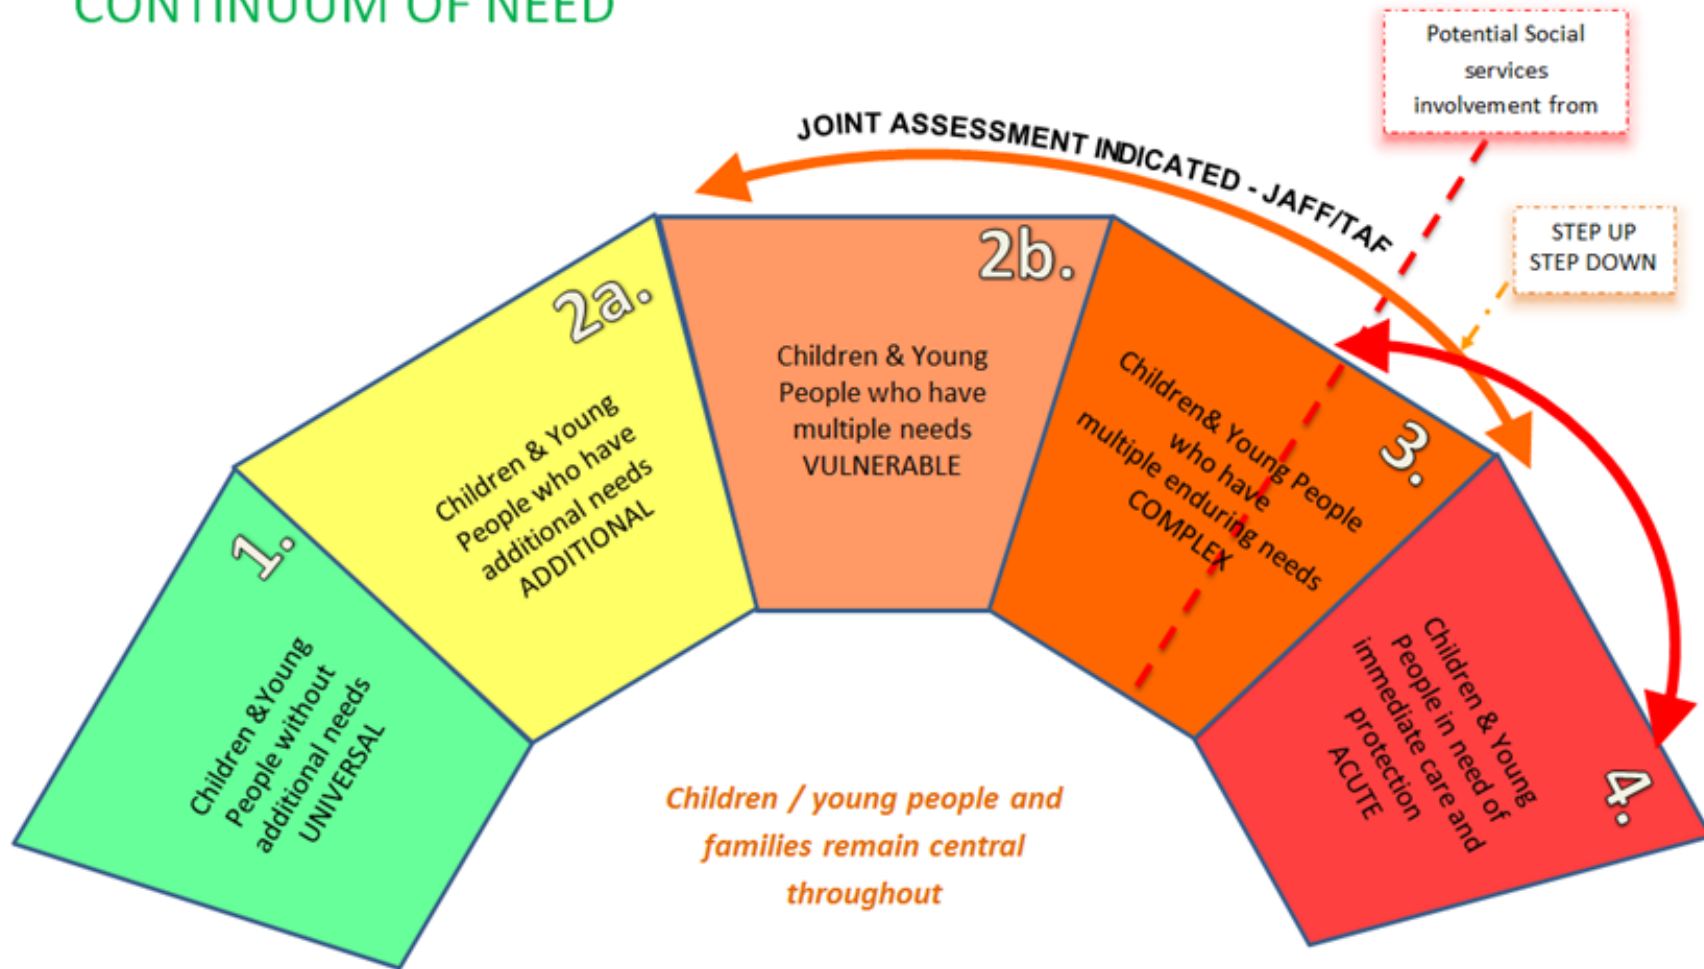 CONTINUUM OF NEED
Potential Social
services
involvement from
JOINT ASSESSMENT INDICATED - JAFF/TAF
STEP UP
STEP DOWN
1.
Children &Young
People without
additional needs
UNIVERSAL
2a.
Children & Young
People who have
additional needs
ADDITIONAL
2b.
Children & Young
People who have
multiple needs
VULNERABLE
3.
Children& Young People
who have
multiple enduring needs
COMPLEX
4.
Children & Young
People in need of
immediate care and
protection
ACUTE
Children / young people and
families remain central
throughout